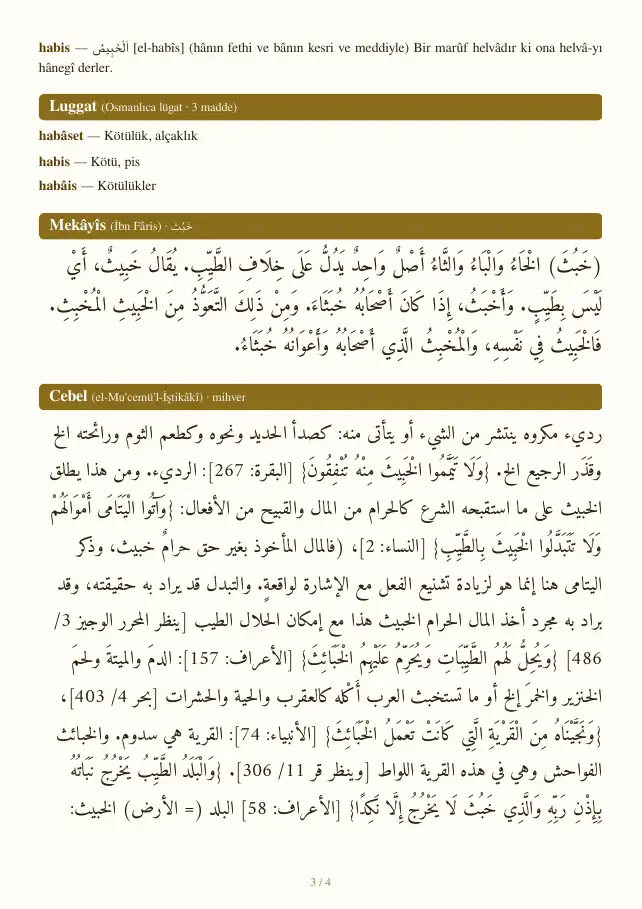 habis — اَلْخَبِيصُ [el-habîs] (hânın fethi ve bânın kesri ve meddiyle) Bir marûf helvâdır ki ona helvâ-yı
hânegî derler.
Luggat (Osmanlıca lügat · 3 madde)
habâset — Kötülük, alçaklık
habis — Kötü, pis
habâis — Kötülükler
Mekâyîs (İbn Fâris) · خَبُثَ
(خَبُثَ) الْخَاءُ وَالْبَاءُ وَالثَّاءُ أَصْلٌ وَاحِدٌ يَدُلُّ عَلَى خِلَافِ الطَّيِّبِ. يُقَالُ خَبِيثٌ، أَيْ
لَيْسَ بِطَيِّبٍ. وَأَخْبَثُ، إِذَا كَانَ أَصْحَابُهُ خُبَثَاءَ. وَمِنْ ذَلِكَ التَّعَوُّذُ مِنَ الْخَبِيثِ الْمُخْبِثِ.
فَالْخَبِيثُ فِي نَفْسِهِ، وَالْمُخْبِثُ الَّذِي أَصْحَابُهُ وَأَعْوَانُهُ خُبَثَاءُ.
Cebel (el-Mu'cemü'l-İştikâkî) · mihver
رديء مكروه ينتشر من الشيء أو يتأتى منه: كصدأ الحديد ونحوه وكطعم الثوم ورائحته الخ
وقذَر الرجيع الخ. {وَلَا تَيَمَّمُوا الْخَبِيثَ مِنْهُ تُنْفِقُونَ} [البقرة: 267]: الرديء. ومن هذا يطلق
الخبيث على ما استقبحه الشرع كالحرام من المال والقبيح من الأفعال: {وَآتُوا الْيَتَامَى أَمْوَالَهُمْ
وَلَا تَتَبَدَّلُوا الْخَبِيثَ بِالطَّيِّبِ} [النساء: 2]، (فالمال المأخوذ بغير حق حرامٌ خبيث، وذكر
اليتامى هنا إنما هو لزيادة تشنيع الفعل مع الإشارة لواقعةٍ. والتبدل قد يراد به حقيقته، وقد
يراد به مجرد أخذ المال الحرام الخبيث هذا مع إمكان الحلال الطيب [ينظر المحرر الوجيز 3/
486] {وَيُحِلُّ لَهُمُ الطَّيِّبَاتِ وَيُحَرِّمُ عَلَيْهِمُ الْخَبَائِثَ} [الأعراف: 157]: الدمَ والميتةَ ولحمَ
الخنزير والخمرَ إلخ أو ما تستخبث العرب أَكْله كالعقرب والحية والحشرات [بحر 4/ 403]،
{وَنَجَّيْنَاهُ مِنَ الْقَرْيَةِ الَّتِي كَانَتْ تَعْمَلُ الْخَبَائِثَ} [الأنبياء: 74]: القرية هي سدوم. والخبائث
الفواحش وهي في هذه القرية اللواط [وينظر قر 11/ 306]. {وَالْبَلَدُ الطَّيِّبُ يَخْرُجُ نَبَاتُهُ
بِإِذْنِ رَبِّهِ وَالَّذِي خَبُثَ لَا يَخْرُجُ إِلَّا نَكِدًا} [الأعراف: 58] البلد (= الأرض) الخبيث:
3 / 4